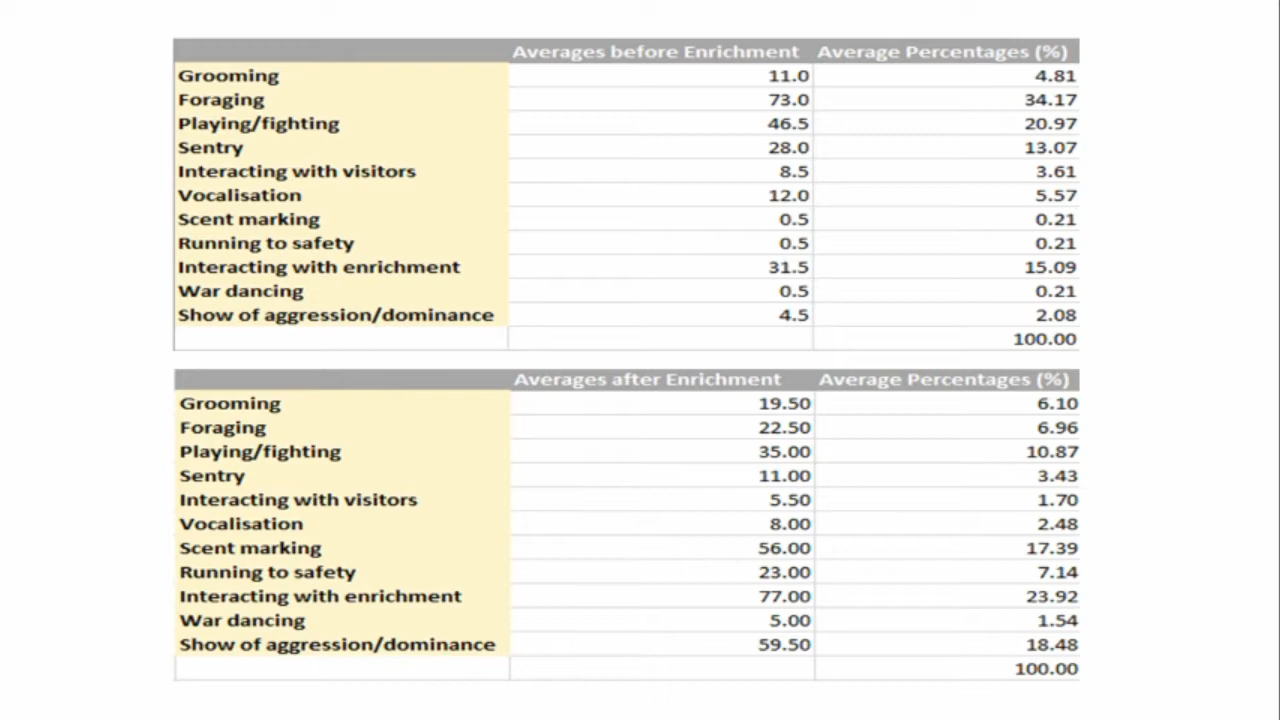 Averages before Enrichment Average Percentages (%)
Grooming 11.0 4.81
Foraging 73.0 34.17
Playing/fighting 46.5 20.97
Sentry 28.0 13.07
Interacting with visitors 8.5 3.61
Vocalisation 12.0 5.57
Scent marking 0.5 0.21
Running to safety 0.5 0.21
Interacting with enrichment 31.5 15.09
War dancing 0.5 0.21
Show of aggression/dominance 4.5 2.08
100.00
Averages after Enrichment Average Percentages (%)
Grooming 19.50 6.10
Foraging 22.50 6.96
Playing/fighting 35.00 10.87
Sentry 11.00 3.43
Interacting with visitors 5.50 1.70
Vocalisation 8.00 2.48
Scent marking 56.00 17.39
Running to safety 23.00 7.14
Interacting with enrichment 77.00 23.92
War dancing 5.00 1.54
Show of aggression/dominance 59.50 18.48
100.00